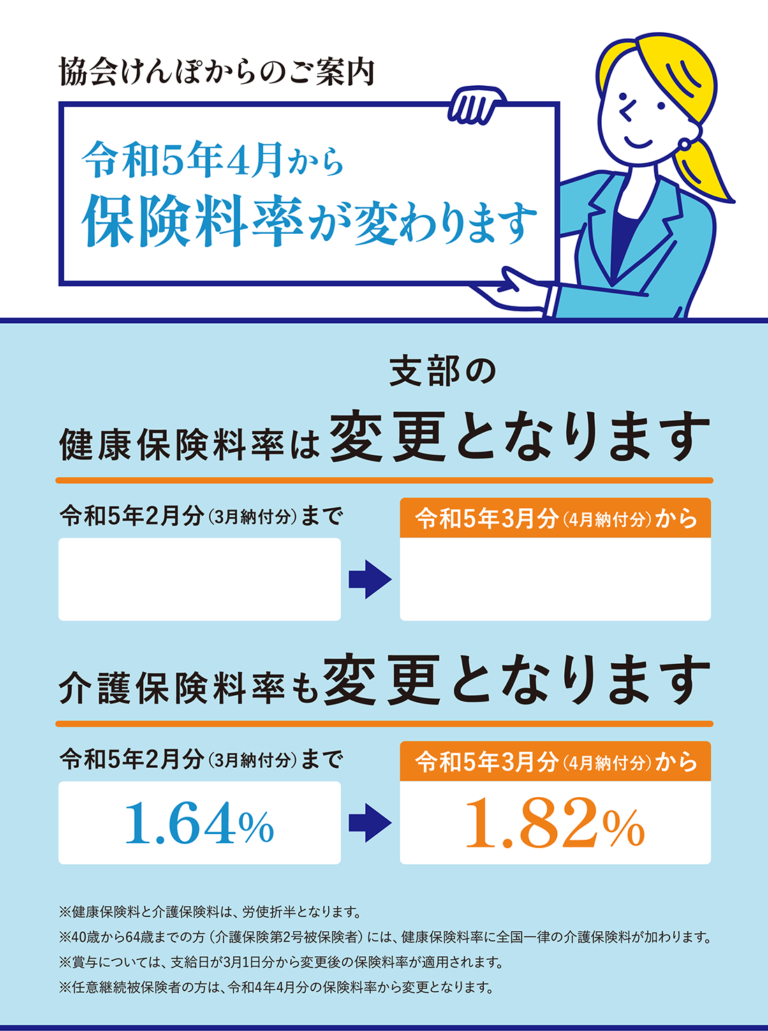 協会けんぽからのご案内
令和5年4月から
保険料率が変わります
支部の
健康保険料率は変更となります
令和5年2月分（3月納付分）まで
令和5年3月分（4月納付分）から
介護保険料率も変更となります
令和5年2月分（3月納付分）まで
令和5年3月分（4月納付分）から
1.64%
1.82%
※健康保険料と介護保険料は、労使折半となります。
※40歳から64歳までの方（介護保険第2号被保険者）には、健康保険料率に全国一律の介護保険料が加わります。
※賞与については、支給日が3月1日分から変更後の保険料率が適用されます。
※任意継続被保険者の方は、令和4年4月分の保険料率から変更となります。